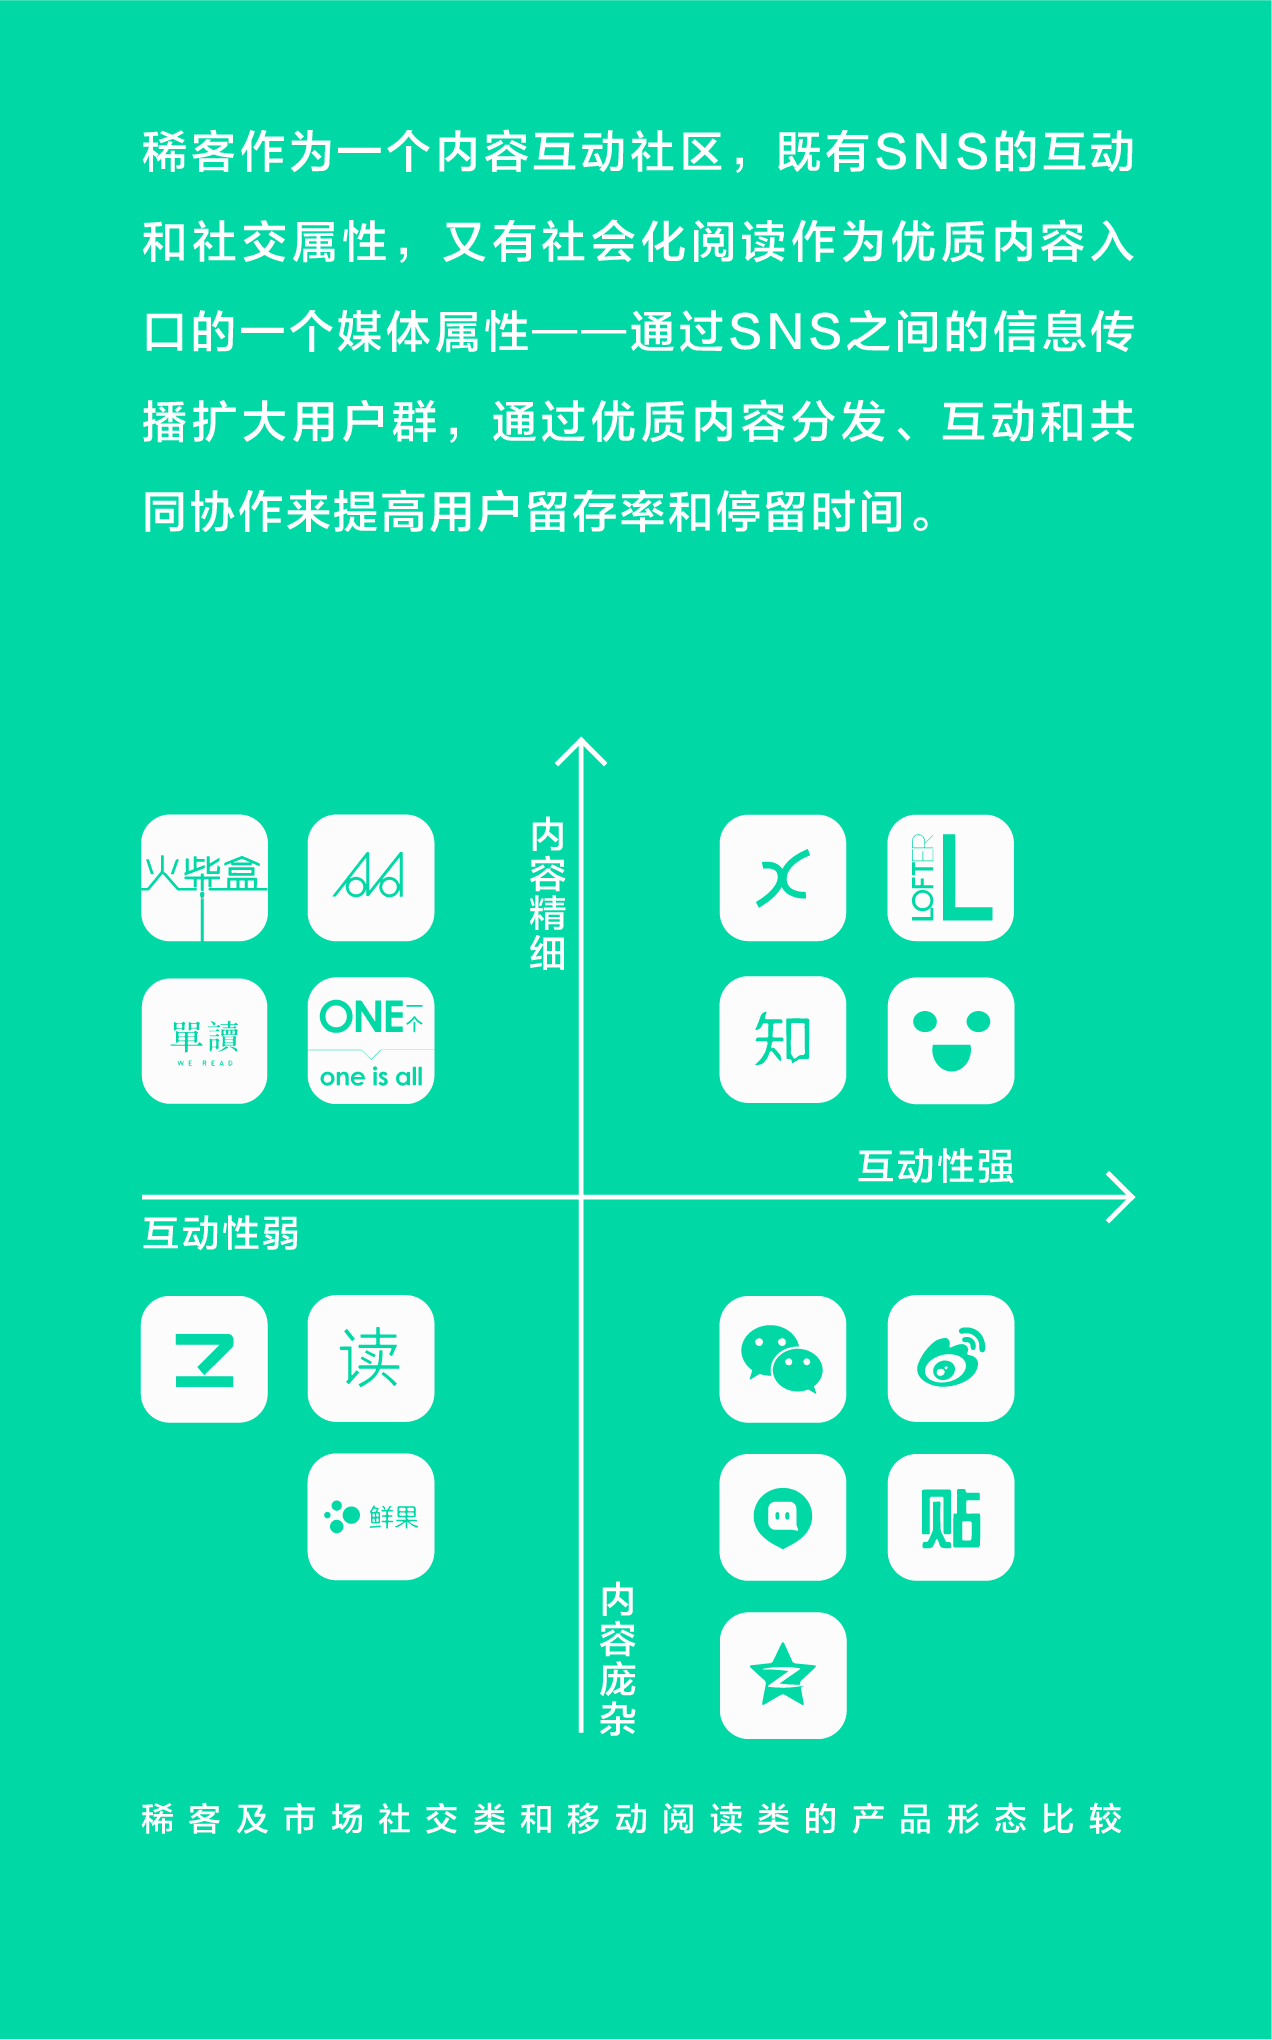 稀客作为一个内容互动社区，既有SNS的互动
和社交属性，又有社会化阅读作为优质内容入
口的一个媒体属性——通过SNS之间的信息传
播扩大用户群，通过优质内容分发、互动和共
同协作来提高用户留存率和停留时间。
内容精细
火柴盒
LOFTER
L
單讀
WE READ
ONE一个
one is all
知
互动性强
互动性弱
读
鲜果
贴
内容庞杂
稀客及市场社交类和移动阅读类的产品形态比较